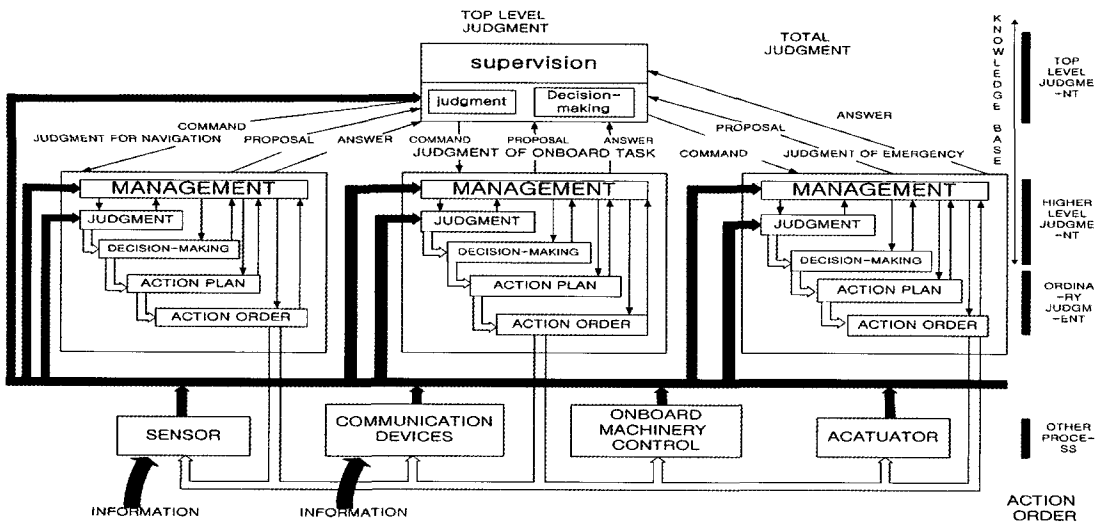 TOP LEVEL
JUDGMENT
TOTAL
JUDGMENT
KNOWLEDGE BASE
TOP
LEVEL
JUDGME
-NT
supervision
judgment
Decision-
making
COMMAND
JUDGMENT FOR NAVIGATION
PROPOSAL
ANSWER
COMMAND
PROPOSAL
ANSWER
JUDGMENT OF ONBOARD TASK
PROPOSAL
ANSWER
COMMAND
JUDGMENT OF EMERGENCY
MANAGEMENT
JUDGMENT
DECISION-MAKING
ACTION PLAN
ACTION ORDER
MANAGEMENT
JUDGMENT
DECISION-MAKING
ACTION PLAN
ACTION ORDER
MANAGEMENT
JUDGMENT
DECISION-MAKING
ACTION PLAN
ACTION ORDER
HIGHER
LEVEL
JUDGME
-NT
ORDINA
-RY
JUDGM
-ENT
SENSOR
COMMUNICATION
DEVICES
ONBOARD
MACHINERY
CONTROL
ACATUATOR
OTHER
PROCE-
SS
INFORMATION
INFORMATION
ACTION
ORDER